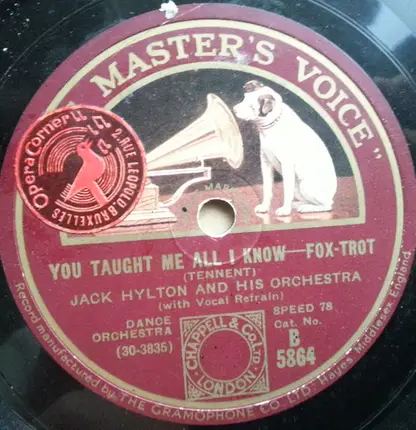 MASTER'S VOICE"
Operacorner
2, RUE LEOPOLD. BRUXELLES
MAR
YOU TAUGHT ME ALL I KNOW—FOX-TROT
(TENNENT)
JACK HYLTON AND HIS ORCHESTRA
(with Vocal Refrain)
DANCE
ORCHESTRA
(30-3835)
CHAPPELL & CO. LTD
LONDON
SPEED 78
Cat. No.
B
5864
Record manufactured by THE GRAMOPHONE CO. LTD., Hayes Middlesex England